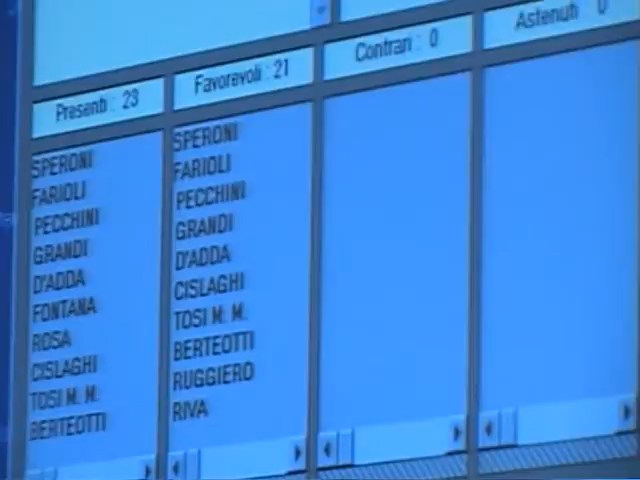 Presenti : 23
Favorevoli : 21
Contrari : 0
Astenuti 0
SPERONI
FARIOLI
PECCHINI
GRANDI
D'ADDA
FONTANA
ROSA
CISLAGHI
TOSI M. M.
BERTEOTTI
SPERONI
FARIOLI
PECCHINI
GRANDI
D'ADDA
CISLAGHI
TOSI M. M.
BERTEOTTI
RUGGIERO
RIVA